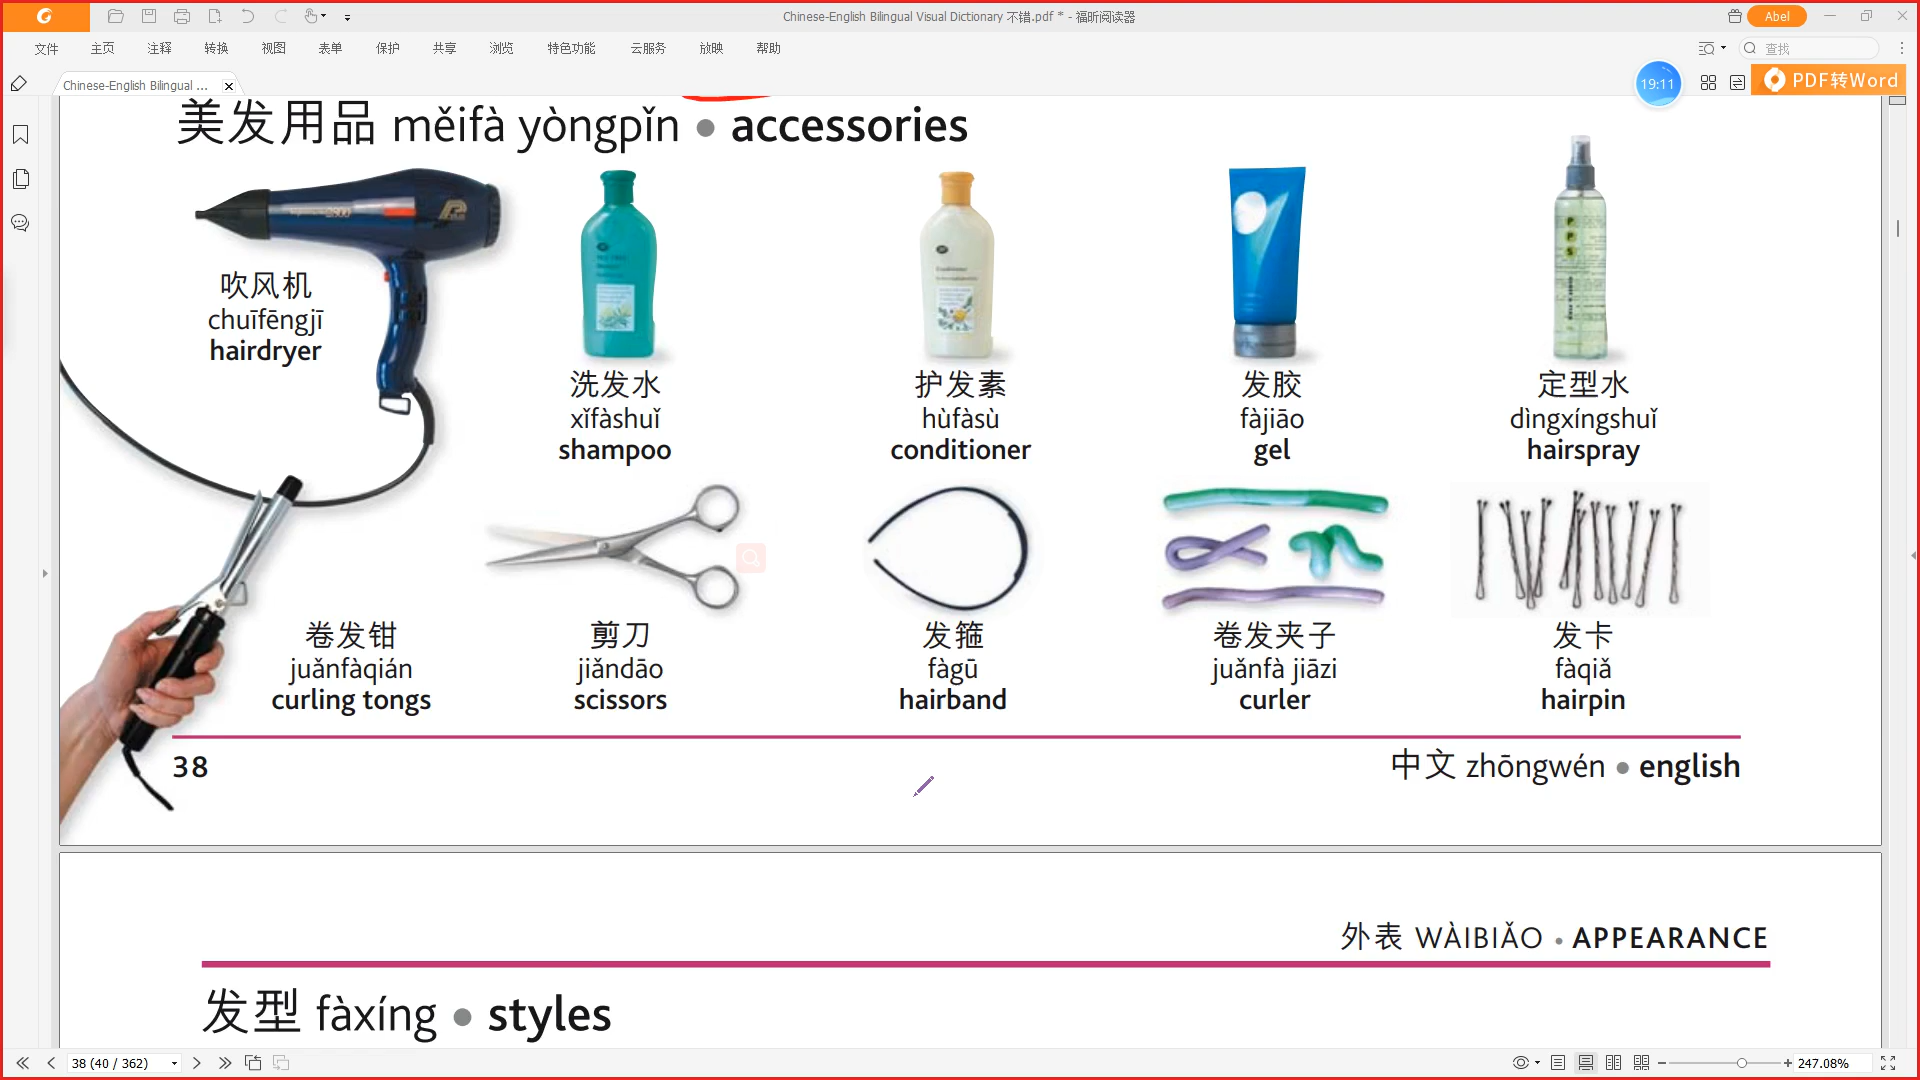 Chinese-English Bilingual Visual Dictionary 不错.pdf * - 福昕阅读器
Abel
文件 主页 注释 转换 视图 表单 保护 共享 浏览 特色功能 云服务 放映 帮助
查找
Chinese-English Bilingual ...
19:11
PDF转Word
美发用品 měifà yòngpǐn • accessories
吹风机
chuīfēngjī
hairdryer
洗发水
xǐfàshuǐ
shampoo
护发素
hùfàsù
conditioner
发胶
fàjiāo
gel
定型水
dìngxíngshuǐ
hairspray
卷发钳
juǎnfàqián
curling tongs
剪刀
jiǎndāo
scissors
发箍
fàgū
hairband
卷发夹子
juǎnfà jiāzi
curler
发卡
fàqiǎ
hairpin
38
中文 zhōngwén • english
外表 WÀIBIǍO • APPEARANCE
发型 fàxíng • styles
38 (40 / 362)
247.08%